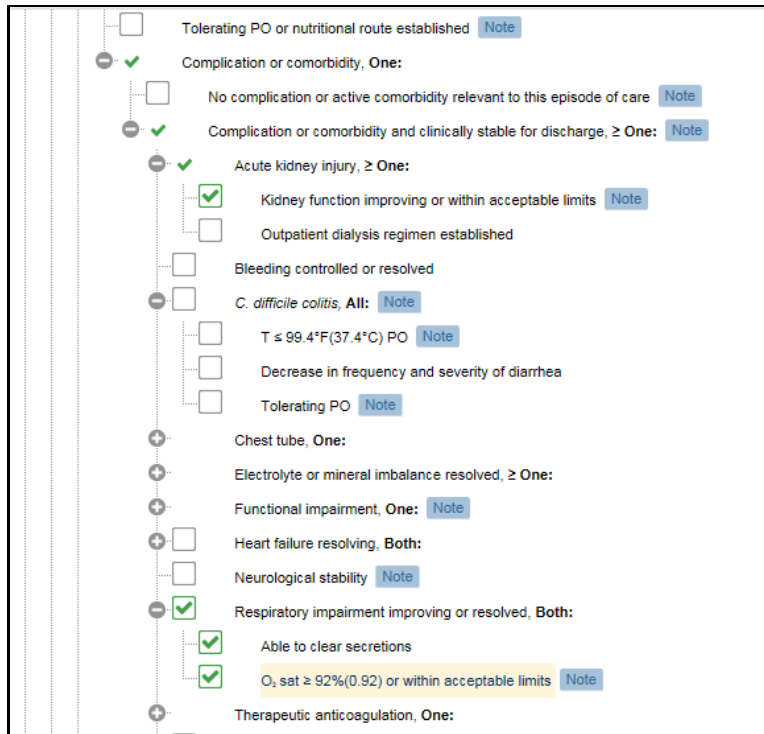 Tolerating PO or nutritional route established Note
Complication or comorbidity, One:
No complication or active comorbidity relevant to this episode of care Note
Complication or comorbidity and clinically stable for discharge, ≥ One: Note
Acute kidney injury, ≥ One:
Kidney function improving or within acceptable limits Note
Outpatient dialysis regimen established
Bleeding controlled or resolved
C. difficile colitis, All: Note
T ≤ 99.4°F(37.4°C) PO Note
Decrease in frequency and severity of diarrhea
Tolerating PO Note
Chest tube, One:
Electrolyte or mineral imbalance resolved, ≥ One:
Functional impairment, One: Note
Heart failure resolving, Both:
Neurological stability Note
Respiratory impairment improving or resolved, Both:
Able to clear secretions
O₂ sat ≥ 92%(0.92) or within acceptable limits Note
Therapeutic anticoagulation, One: